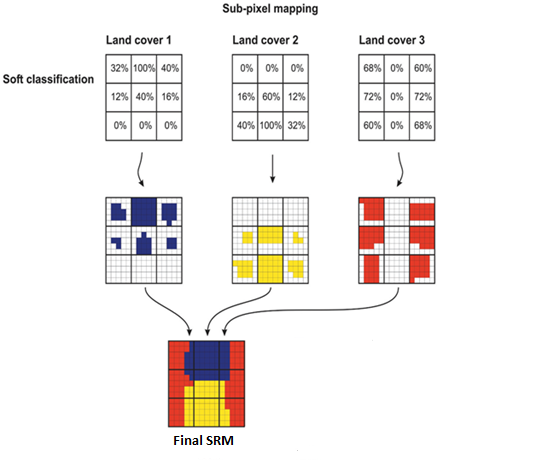 Sub-pixel mapping
Land cover 1 Land cover 2 Land cover 3
Soft classification
32% 100% 40% 0% 0% 0% 68% 0% 60%
12% 40% 16% 16% 60% 12% 72% 0% 72%
0% 0% 0% 40% 100% 32% 60% 0% 68%
Final SRM